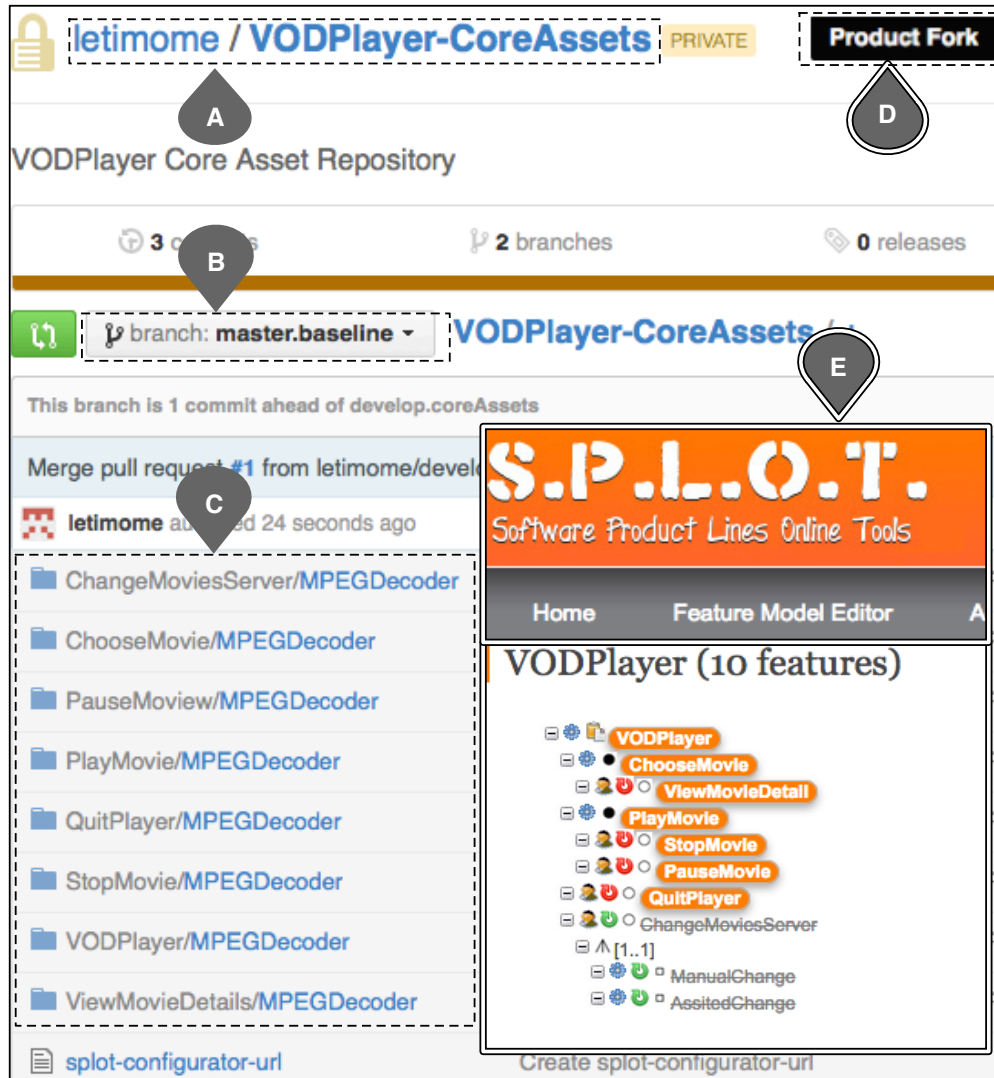 letimome / VODPlayer-CoreAssets PRIVATE
Product Fork
A
D
VODPlayer Core Asset Repository
3
2 branches
0 releases
B
branch: master.baseline
VODPlayer-CoreAssets /
E
This branch is 1 commit ahead of develop.coreAssets
Merge pull request #1 from letimome/develo
C
letimome 24 seconds ago
ChangeMoviesServer/MPEGDecoder
ChooseMovie/MPEGDecoder
PauseMoview/MPEGDecoder
PlayMovie/MPEGDecoder
QuitPlayer/MPEGDecoder
StopMovie/MPEGDecoder
VODPlayer/MPEGDecoder
ViewMovieDetails/MPEGDecoder
splot-configurator-url
Create splot-configurator-url
S.P.L.O.T.
Software Product Lines Online Tools
Home Feature Model Editor A
VODPlayer (10 features)
VODPlayer
ChooseMovie
ViewMovieDetail
PlayMovie
StopMovie
PauseMovie
QuitPlayer
ChangeMoviesServer
[1..1]
ManualChange
AssitedChange